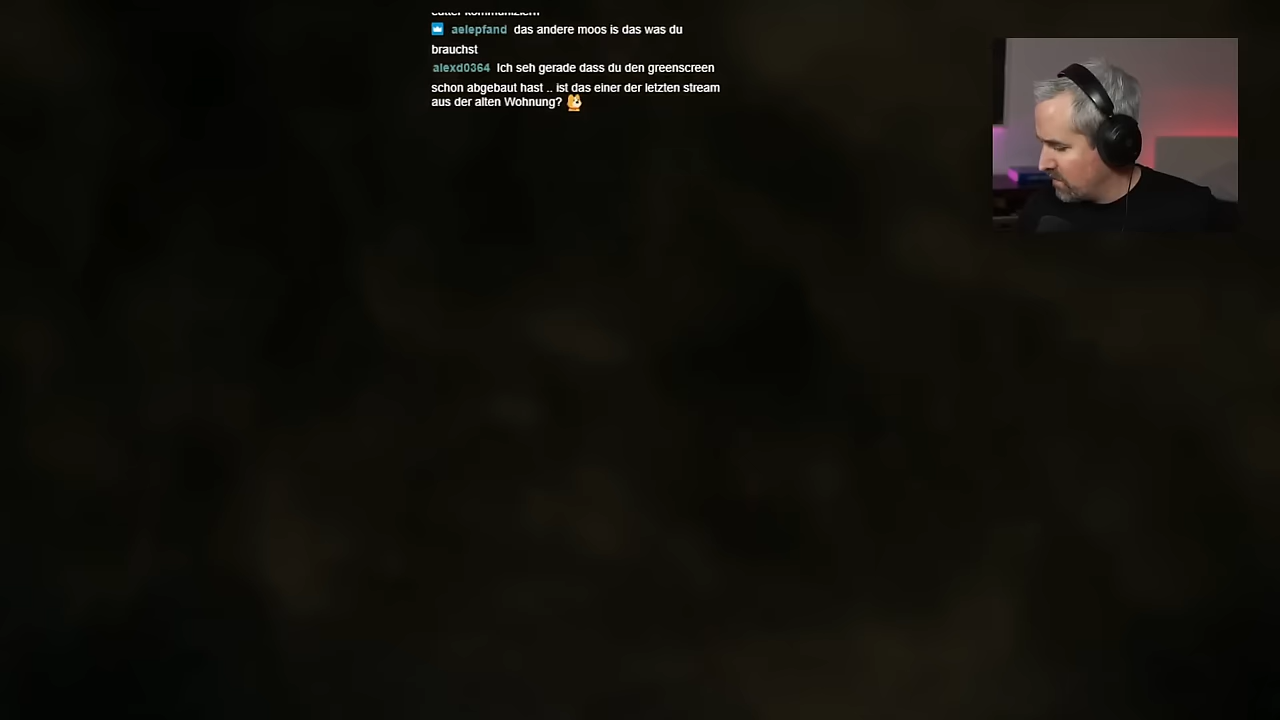 aelepfand das andere moos is das was du
brauchst
alexd0364 Ich seh gerade dass du den greenscreen
schon abgebaut hast .. ist das einer der letzten stream
aus der alten Wohnung?